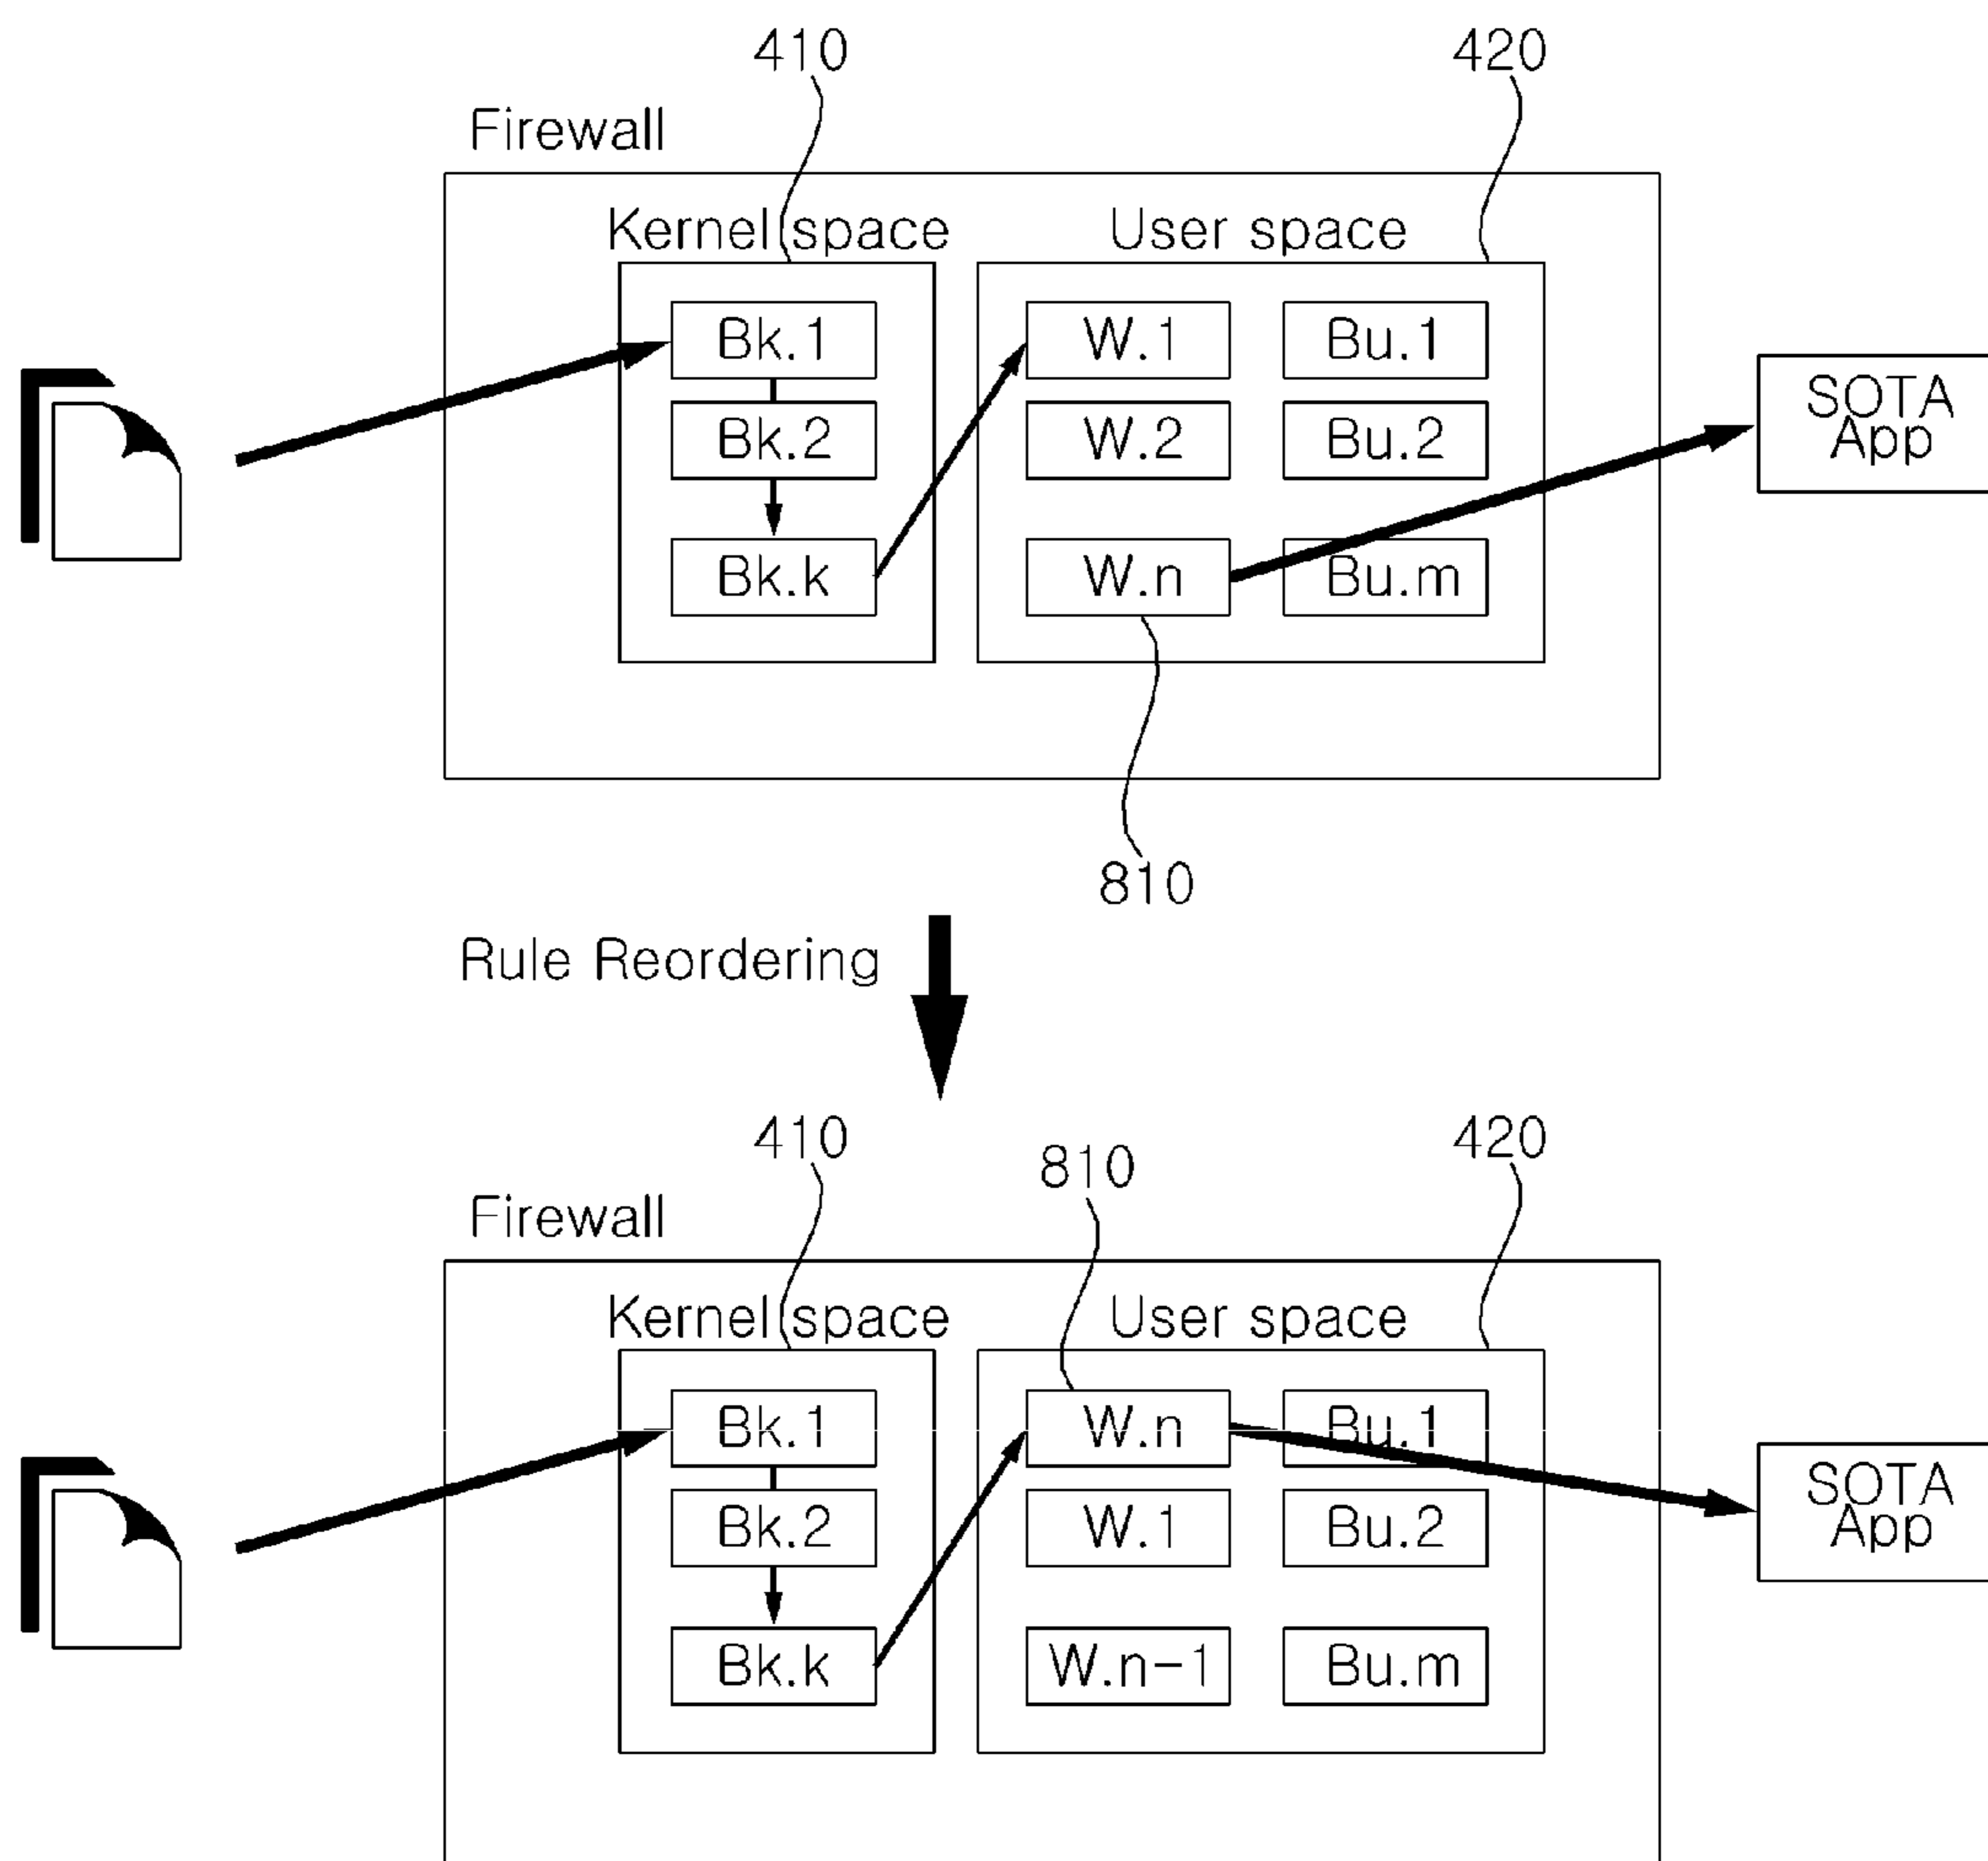 410
420
Firewall
Kernel space
User space
Bk.1
W.1
Bu.1
Bk.2
W.2
Bu.2
Bk.k
W.n
Bu.m
SOTA
App
810
Rule Reordering
410
810
420
Firewall
Kernel space
User space
Bk.1
W.n
Bu.1
Bk.2
W.1
Bu.2
Bk.k
W.n-1
Bu.m
SOTA
App